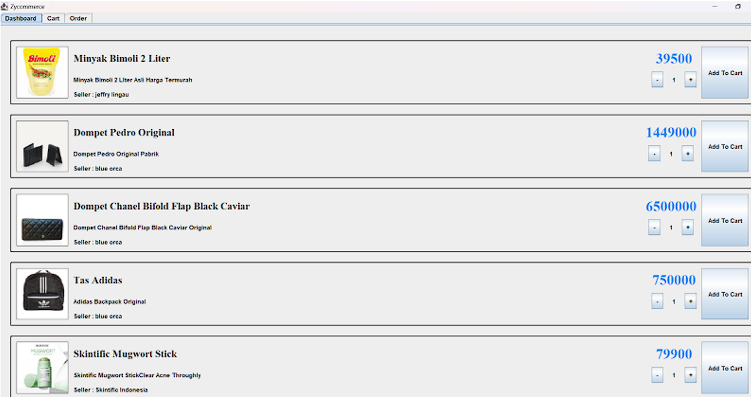 Zycommerce
Dashboard Cart Order
Bimoli
Minyak Bimoli 2 Liter
39500
Minyak Bimoli 2 Liter Asli Harga Termurah
- 1 +
Add To Cart
Seller : jeffry lingau
Dompet Pedro Original
1449000
Dompet Pedro Original Pabrik
- 1 +
Add To Cart
Seller : blue orca
Dompet Chanel Bifold Flap Black Caviar
6500000
Dompet Chanel Bifold Flap Black Caviar Original
- 1 +
Add To Cart
Seller : blue orca
Tas Adidas
750000
Adidas Backpack Original
- 1 +
Add To Cart
Seller : blue orca
MUGWORT
Skintific Mugwort Stick
79900
Skintific Mugwort StickClear Acne Throughly
- 1 +
Add To Cart
Seller : Skintific Indonesia